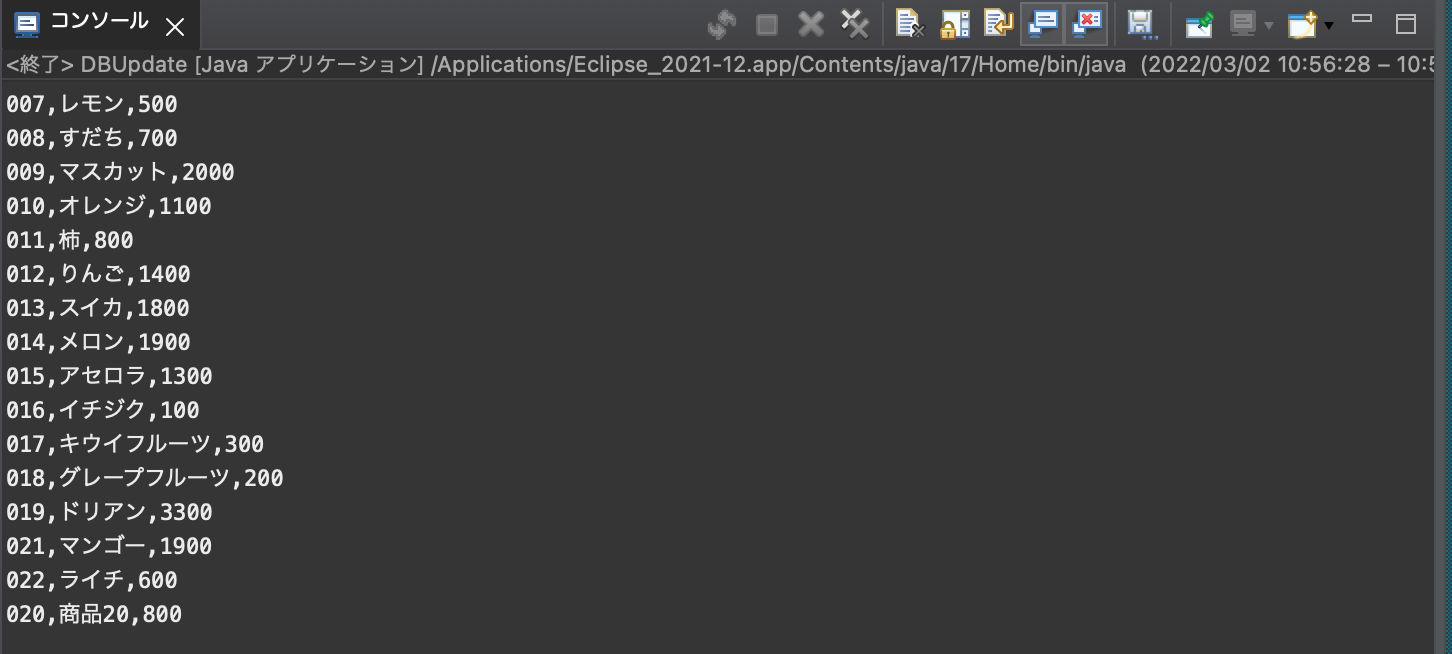 コンソール
<終了> DBUpdate [Java アプリケーション] /Applications/Eclipse_2021-12.app/Contents/java/17/Home/bin/java (2022/03/02 10:56:28 – 10:5
007,レモン,500
008,すだち,700
009,マスカット,2000
010,オレンジ,1100
011,柿,800
012,りんご,1400
013,スイカ,1800
014,メロン,1900
015,アセロラ,1300
016,イチジク,100
017,キウイフルーツ,300
018,グレープフルーツ,200
019,ドリアン,3300
021,マンゴー,1900
022,ライチ,600
020,商品20,800